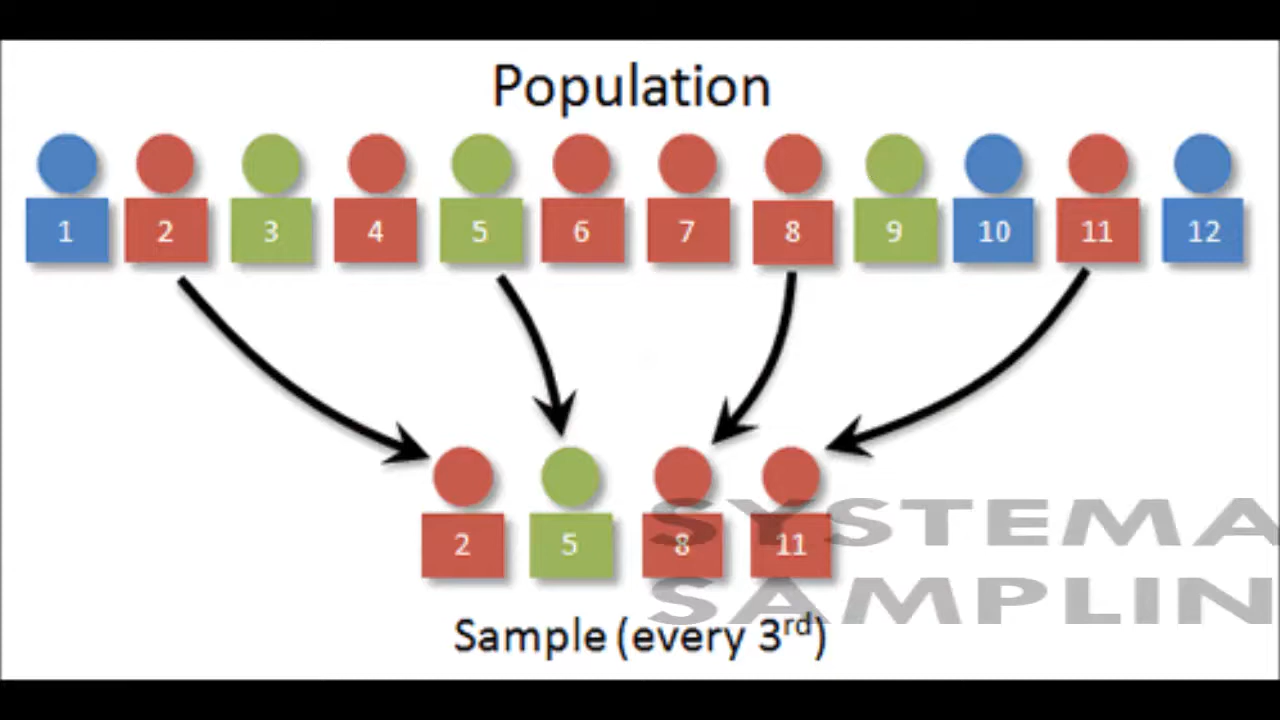 Population
1 2 3 4 5 6 7 8 9 10 11 12
2 5 8 11
SYSTEMA
SAMPLIN
Sample (every 3rd)